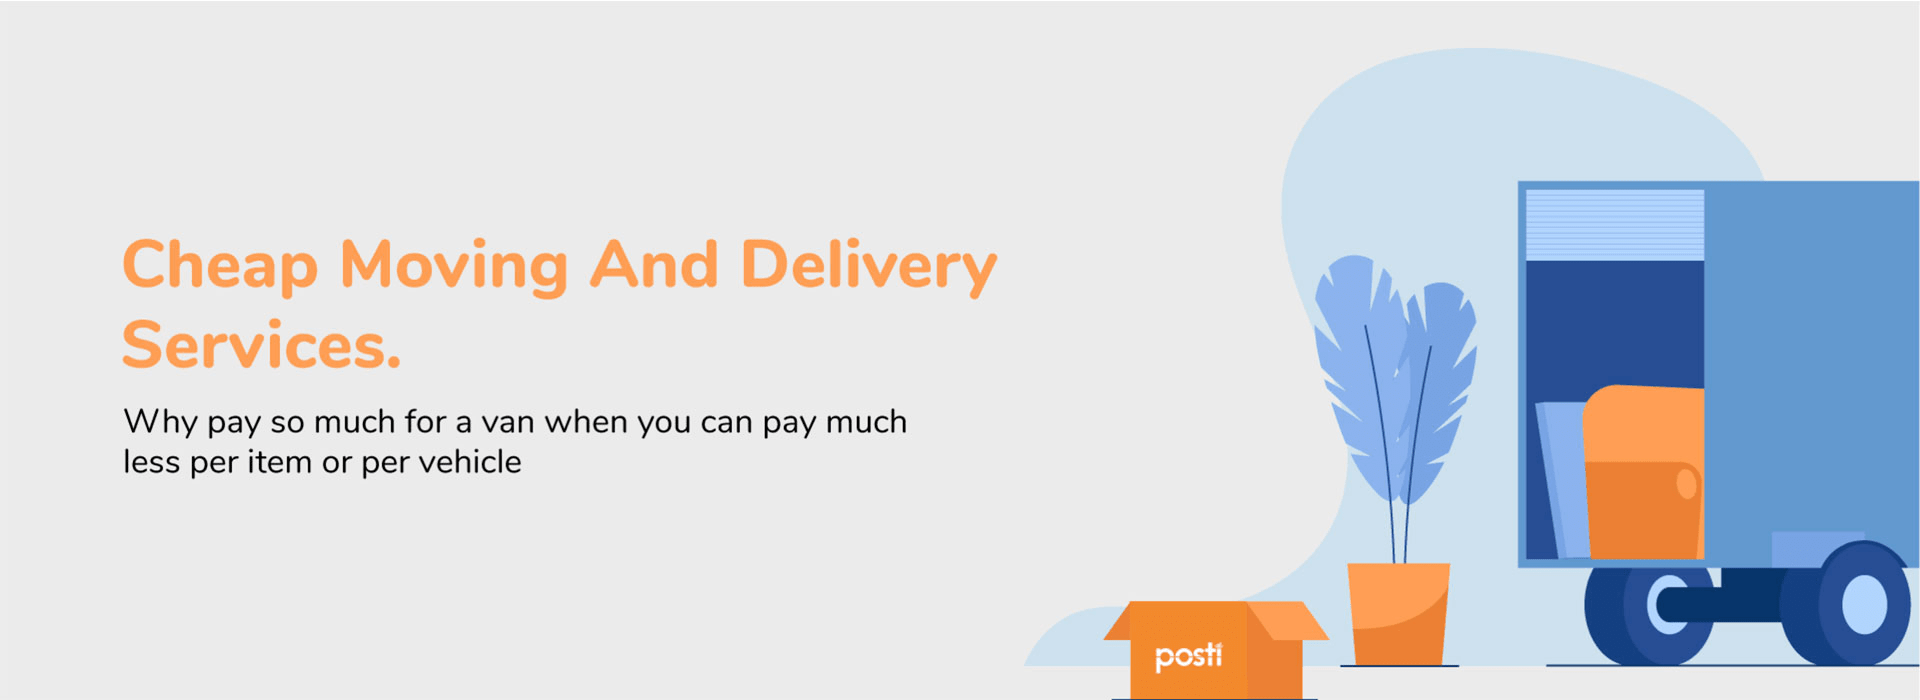 Cheap Moving And Delivery
Services.
Why pay so much for a van when you can pay much
less per item or per vehicle
posti